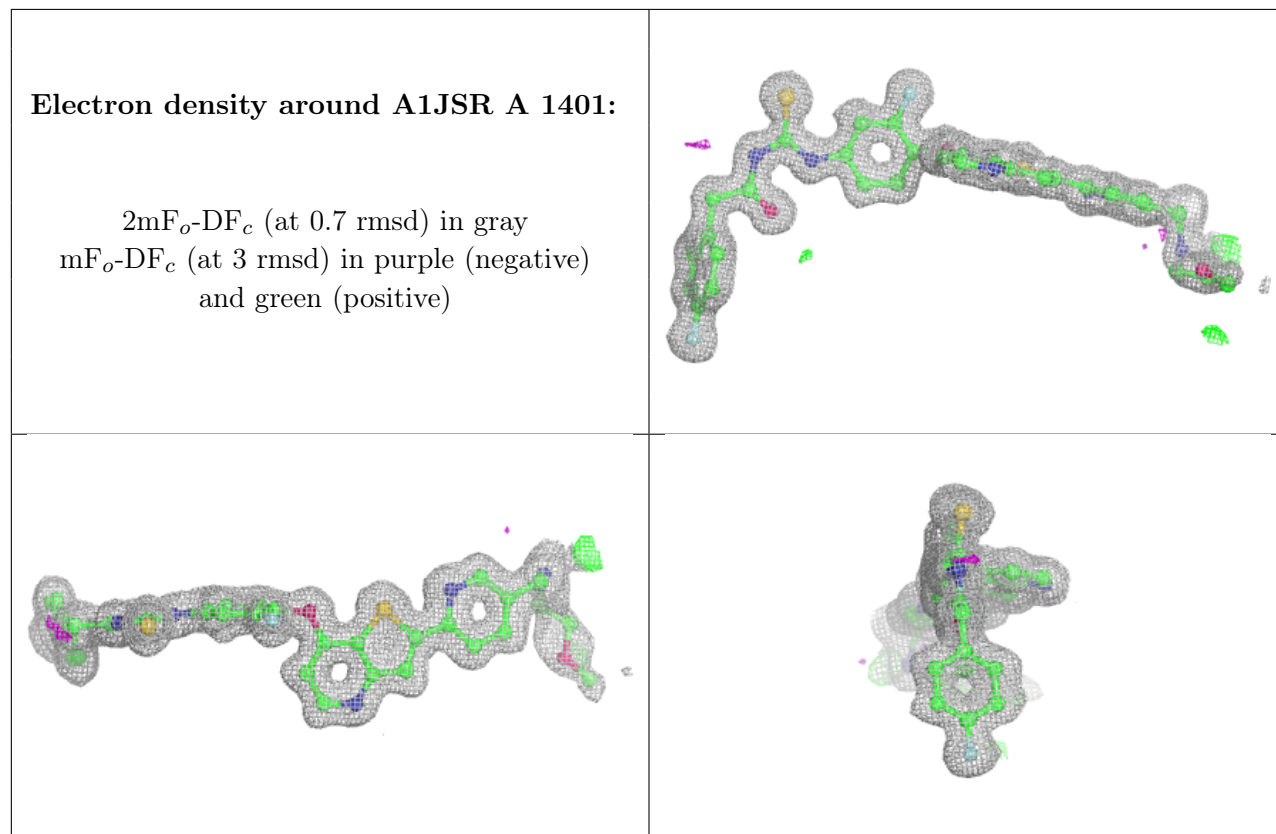 Electron density around A1JSR A 1401:
2mFo-DFc (at 0.7 rmsd) in gray
mFo-DFc (at 3 rmsd) in purple (negative)
and green (positive)